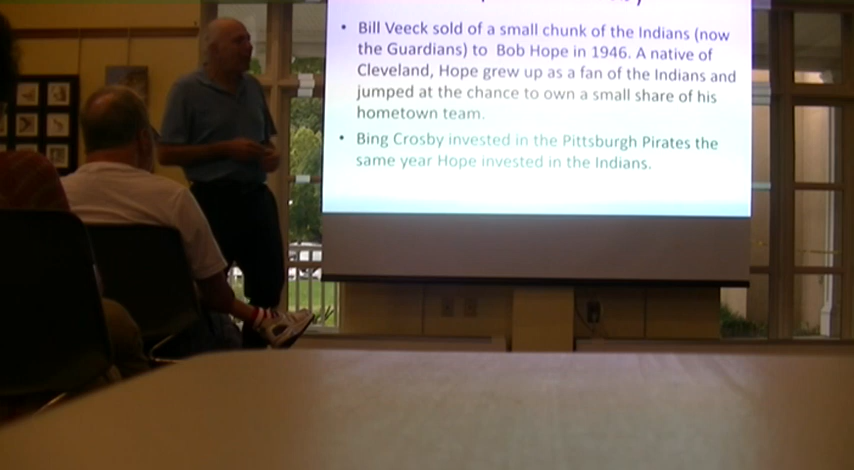 • Bill Veeck sold of a small chunk of the Indians (now
the Guardians) to Bob Hope in 1946. A native of
Cleveland, Hope grew up as a fan of the Indians and
jumped at the chance to own a small share of his
hometown team.
• Bing Crosby invested in the Pittsburgh Pirates the
same year Hope invested in the Indians.